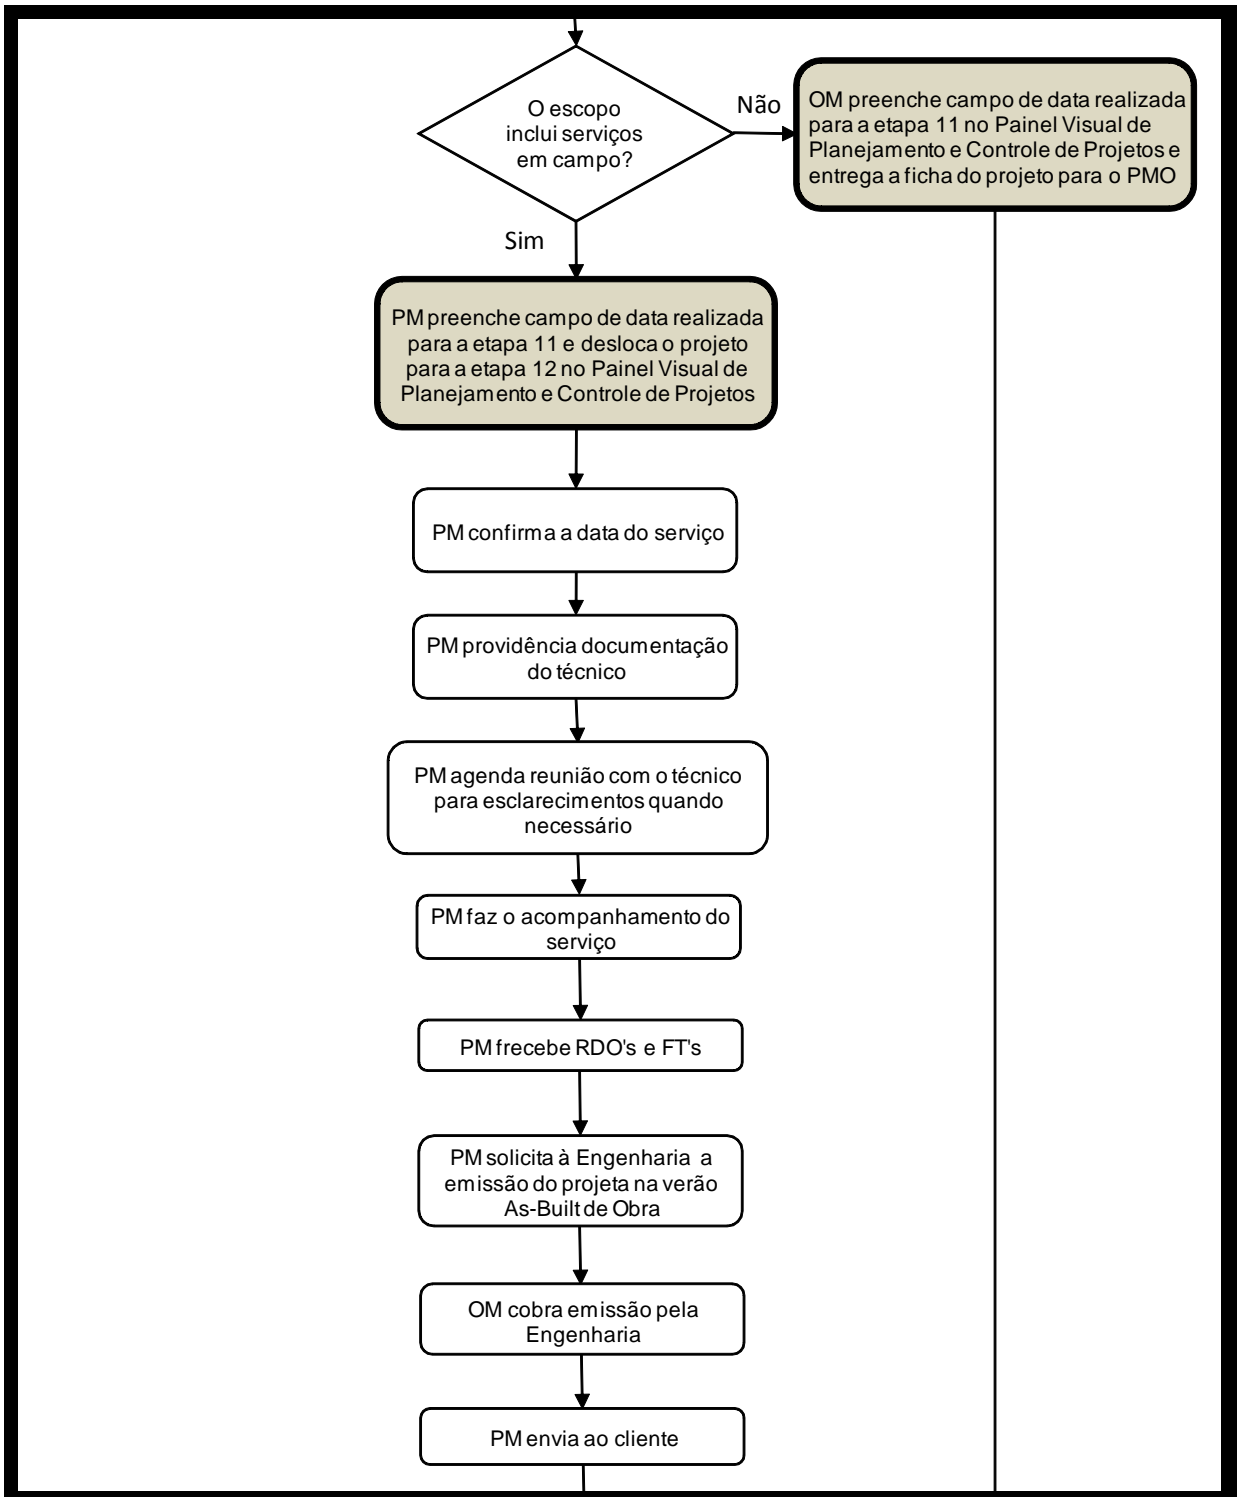 O escopo
inclui serviços
em campo?
Não
OM preenche campo de data realizada
para a etapa 11 no Painel Visual de
Planejamento e Controle de Projetos e
entrega a ficha do projeto para o PMO
Sim
PM preenche campo de data realizada
para a etapa 11 e desloca o projeto
para a etapa 12 no Painel Visual de
Planejamento e Controle de Projetos
PM confirma a data do serviço
PM providência documentação
do técnico
PM agenda reunião com o técnico
para esclarecimentos quando
necessário
PM faz o acompanhamento do
serviço
PM frecebe RDO's e FT's
PM solicita à Engenharia a
emissão do projeta na verão
As-Built de Obra
OM cobra emissão pela
Engenharia
PM envia ao cliente